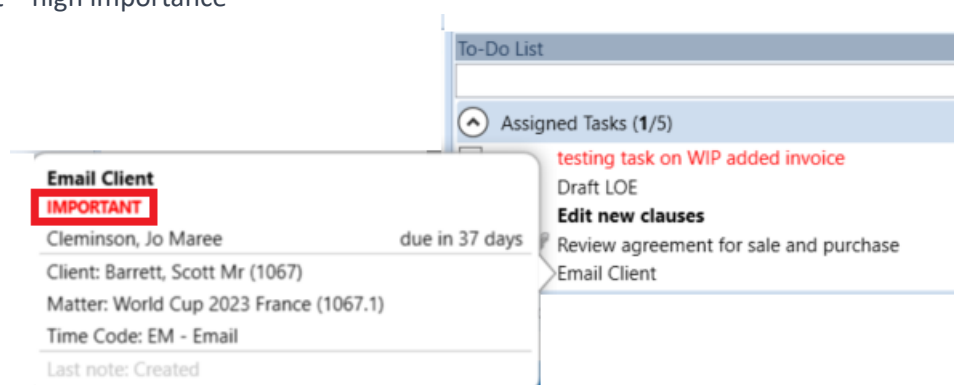 high importance
To-Do List
Assigned Tasks (1/5)
testing task on WIP added invoice
Draft LOE
Edit new clauses
Review agreement for sale and purchase
Email Client
Email Client
IMPORTANT
Cleminson, Jo Maree due in 37 days
Client: Barrett, Scott Mr (1067)
Matter: World Cup 2023 France (1067.1)
Time Code: EM - Email
Last note: Created